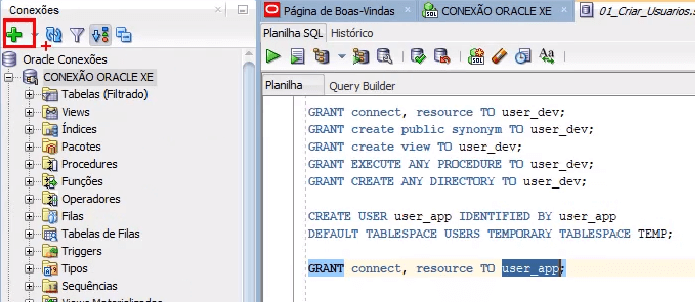 Conexões
Oracle Conexões
CONEXÃO ORACLE XE
Tabelas (Filtrado)
Views
Índices
Pacotes
Procedures
Funções
Operadores
Filas
Tabelas de Filas
Triggers
Tipos
Sequências
Views Materializadas
Página de Boas-Vindas
CONEXÃO ORACLE XE
01_Criar_Usuarios.
Planilha SQL
Histórico
SQL
Aa
Planilha
Query Builder
GRANT connect, resource TO user_dev;
GRANT create public synonym TO user_dev;
GRANT create view TO user_dev;
GRANT EXECUTE ANY PROCEDURE TO user_dev;
GRANT CREATE ANY DIRECTORY TO user_dev;
CREATE USER user_app IDENTIFIED BY user_app
DEFAULT TABLESPACE USERS TEMPORARY TABLESPACE TEMP;
GRANT connect, resource TO user_app;